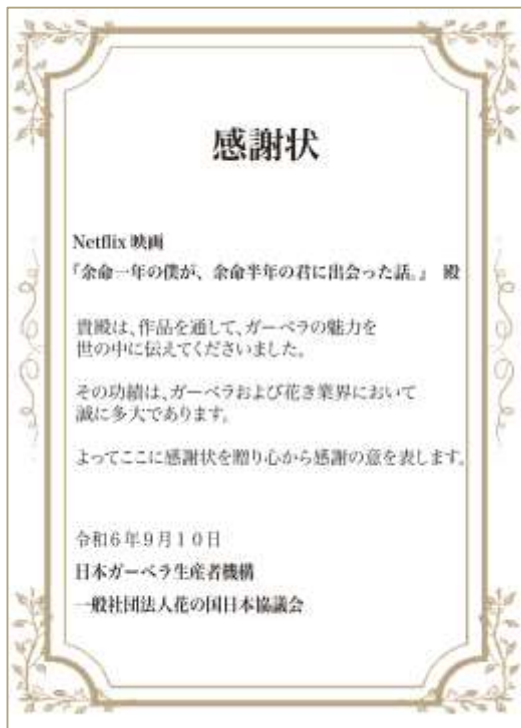 感謝状
Netflix 映画
『余命一年の僕が、余命半年の君に出会った話。』 殿
貴殿は、作品を通して、ガーベラの魅力を
世の中に伝えてくださいました。
その功績は、ガーベラおよび花き業界において
誠に多大であります。
よってここに感謝状を贈り心から感謝の意を表します。
令和6年9月10日
日本ガーベラ生産者機構
一般社団法人花の国日本協議会